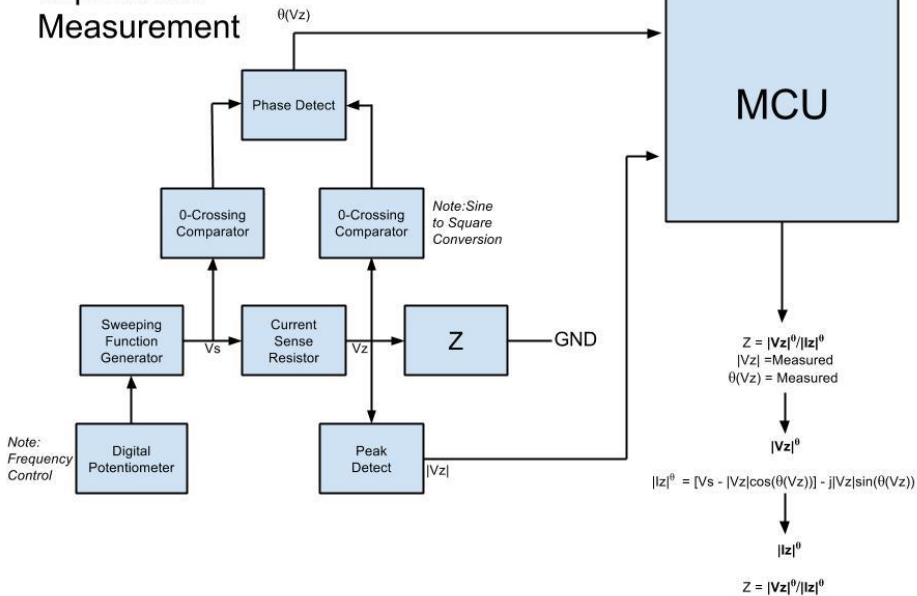 Measurement
θ(Vz)
MCU
Phase Detect
0-Crossing
Comparator
0-Crossing
Comparator
Note:Sine
to Square
Conversion
Sweeping
Function
Generator
Vs
Current
Sense
Resistor
Vz
Z
GND
Note:
Frequency
Control
Digital
Potentiometer
Peak
Detect
|Vz|
Z = |Vz|^θ/|Iz|^θ
|Vz| =Measured
θ(Vz) = Measured
|Vz|^θ
|Iz|^θ = [Vs - |Vz|cos(θ(Vz))] - j|Vz|sin(θ(Vz))
|Iz|^θ
Z = |Vz|^θ/|Iz|^θ